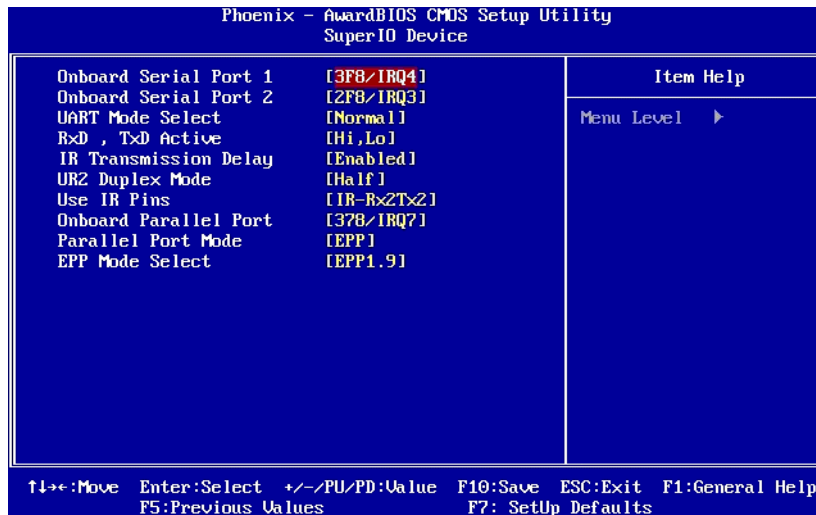 Phoenix - AwardBIOS CMOS Setup Utility
SuperIO Device
Onboard Serial Port 1 [3F8/IRQ4]
Onboard Serial Port 2 [2F8/IRQ3]
UART Mode Select [Normal]
RxD , TxD Active [Hi,Lo]
IR Transmission Delay [Enabled]
UR2 Duplex Mode [Half]
Use IR Pins [IR-Rx2Tx2]
Onboard Parallel Port [378/IRQ7]
Parallel Port Mode [EPP]
EPP Mode Select [EPP1.9]
Item Help
Menu Level ▶
↑↓→←:Move Enter:Select +/-/PU/PD:Value F10:Save ESC:Exit F1:General Help
F5:Previous Values F7: SetUp Defaults